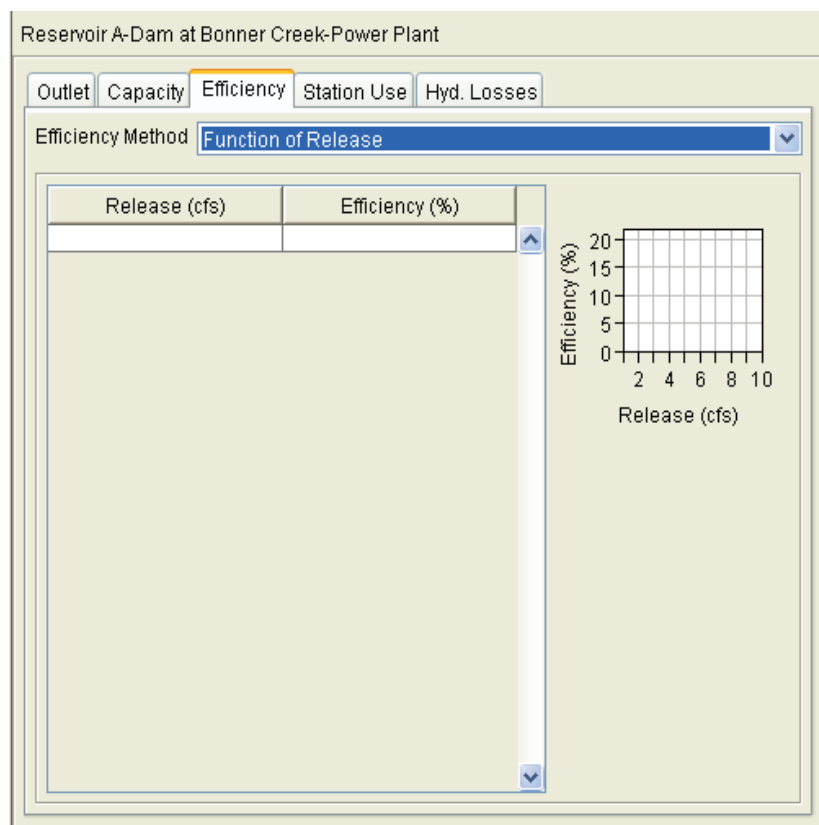 Reservoir A-Dam at Bonner Creek-Power Plant
Outlet Capacity Efficiency Station Use Hyd. Losses
Efficiency Method Function of Release
Release (cfs) Efficiency (%)
Efficiency (%)
20
15
10
5
0
2 4 6 8 10
Release (cfs)